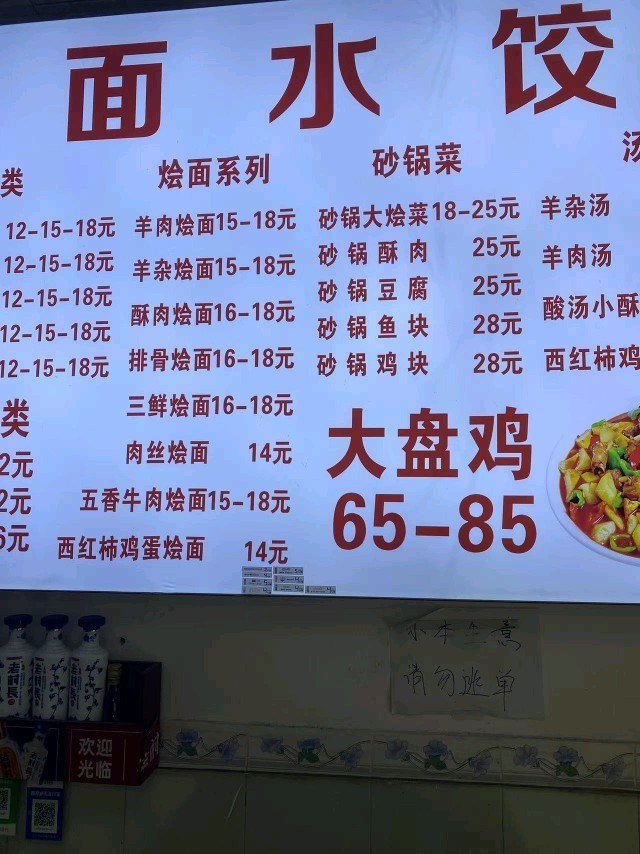 面 水 饺
类
12-15-18元
12-15-18元
12-15-18元
12-15-18元
12-15-18元
类
2元
2元
6元
烩面系列
羊肉烩面15-18元
羊杂烩面15-18元
酥肉烩面16-18元
排骨烩面16-18元
三鲜烩面16-18元
肉丝烩面 14元
五香牛肉烩面15-18元
西红柿鸡蛋烩面 14元
砂锅菜
砂锅大烩菜18-25元
砂锅酥肉 25元
砂锅豆腐 25元
砂锅鱼块 28元
砂锅鸡块 28元
大盘鸡
65-85
汤
羊杂汤
羊肉汤
酸汤小酥
西红柿鸡
小本生意
请勿逃单
欢迎
光临